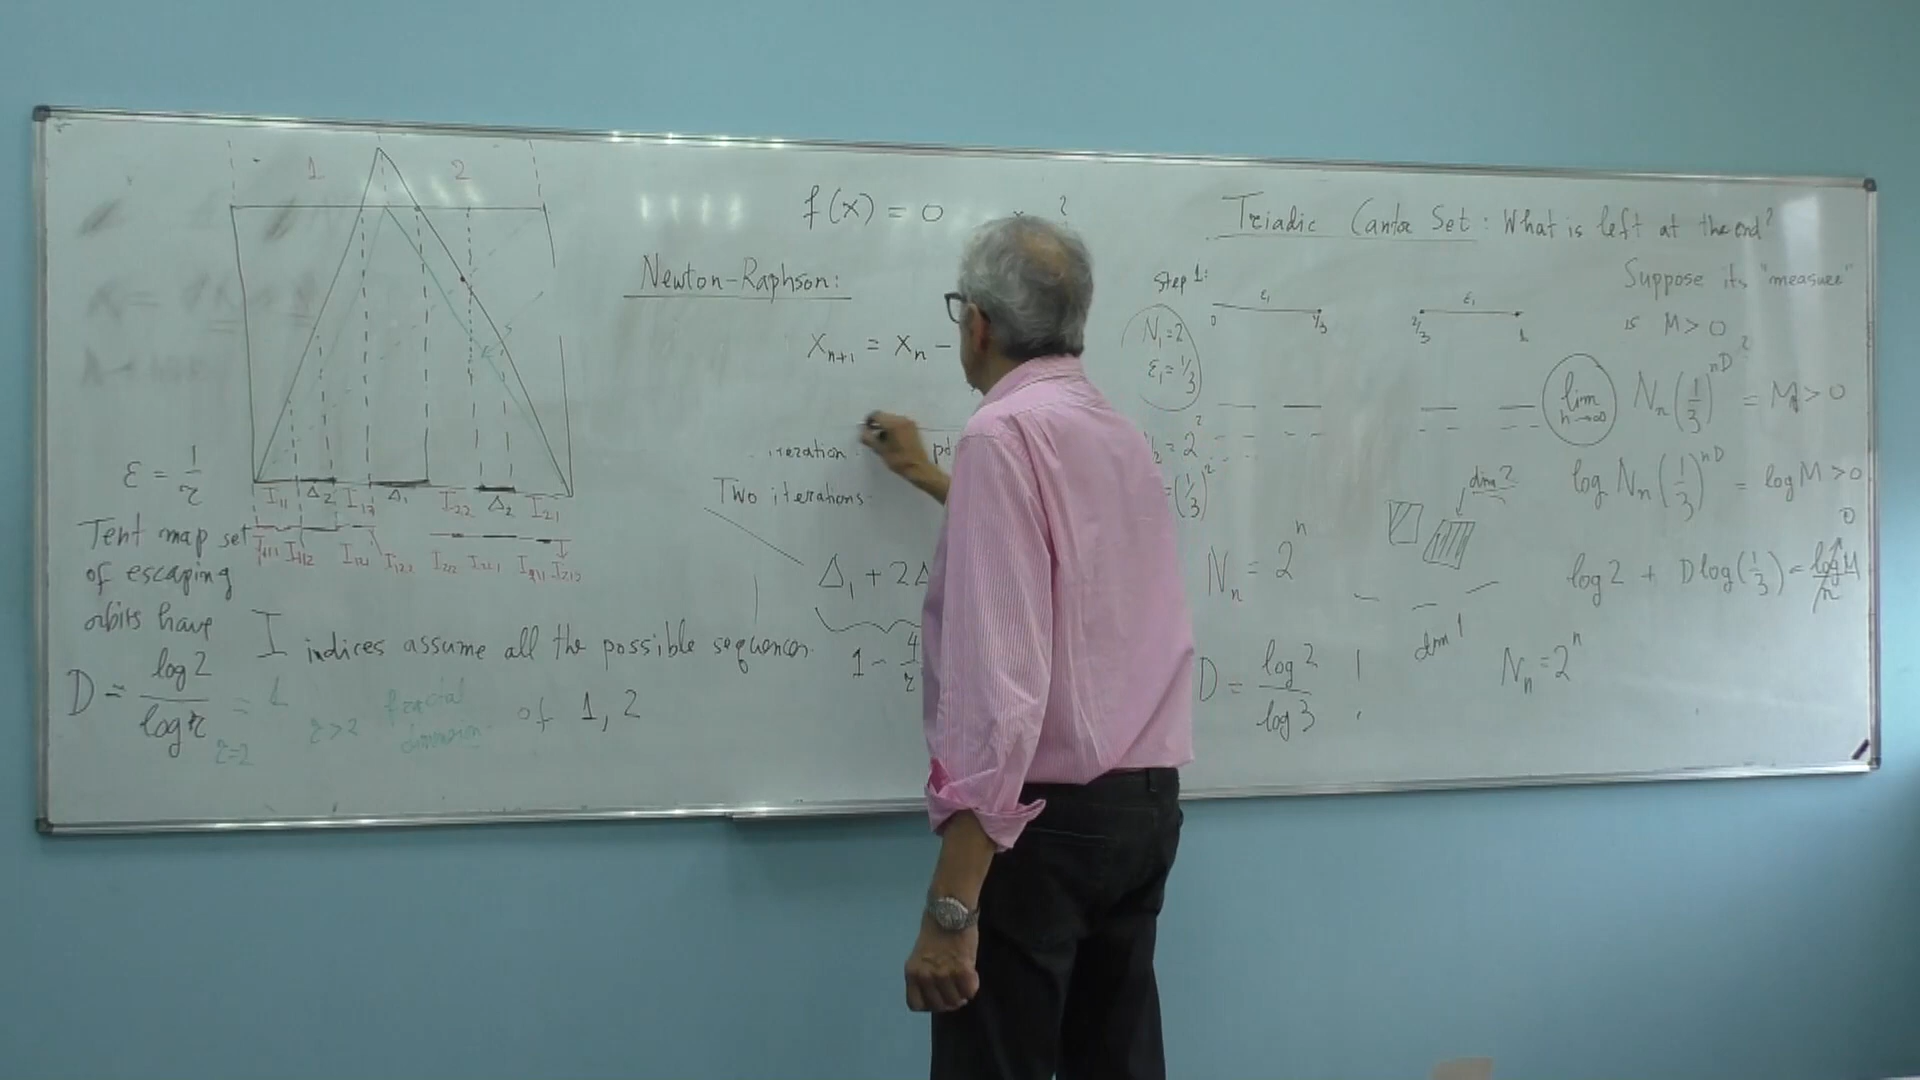 1 2
ε = 1/r
I₁₁ Δ₂ I₁₂ Δ₁ I₂₂ Δ₂ I₂₁
I₁₁₁ I₁₁₂ I₁₂₁ I₁₂₂ I₂₂₂ I₂₂₁ I₂₁₁ I₂₁₂
Tent map set
of escaping
orbits have
D = log 2 / log r = 1
r=2
r>2 fractal
dimension
I indices assume all the possible sequences
of 1, 2
f(x) = 0 x ?
Newton-Raphson:
Xₙ₊₁ = Xₙ −
iteration
Two iterations
Δ₁ + 2Δ
1 − 4
r
Triadic Cantor Set: What is left at the end?
Step 1:
ε₁ ε₁
0 1/3 2/3 1
N₁=2
ε₁=1/3
= 2²
= (1/3)²
Nₙ = 2ⁿ
D = log 2 / log 3 !
dim 2
dim 1
Nₙ = 2ⁿ
Suppose its "measure"
is M > 0
lim n→∞ Nₙ (1/3)ⁿᴰ = M > 0
log Nₙ (1/3)ⁿᴰ = log M > 0
0
log 2 + D log (1/3) = log M / n